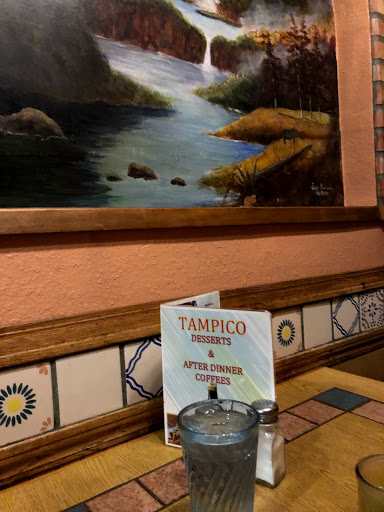 TAMPICO
DESSERTS
&
AFTER DINNER
COFFEES